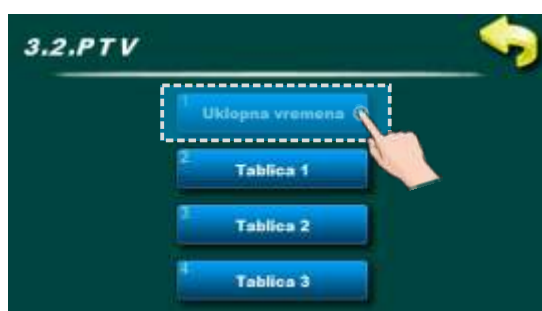 3.2.PTV
1
Uklopna vremena
2
Tablica 1
3
Tablica 2
4
Tablica 3